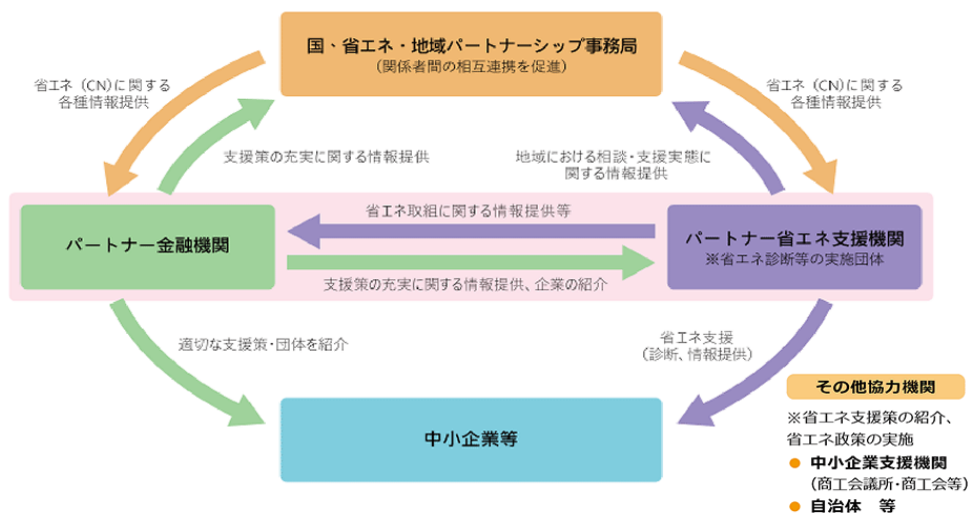 国、省エネ・地域パートナーシップ事務局
(関係者間の相互連携を促進)
省エネ (CN)に関する
各種情報提供
省エネ (CN)に関する
各種情報提供
支援策の充実に関する情報提供
地域における相談・支援実態に
関する情報提供
省エネ取組に関する情報提供等
パートナー金融機関
パートナー省エネ支援機関
※省エネ診断等の実施団体
支援策の充実に関する情報提供、企業の紹介
適切な支援策・団体を紹介
省エネ支援
(診断、情報提供)
中小企業等
その他協力機関
※省エネ支援策の紹介、
省エネ政策の実施
● 中小企業支援機関
(商工会議所・商工会等)
● 自治体 等